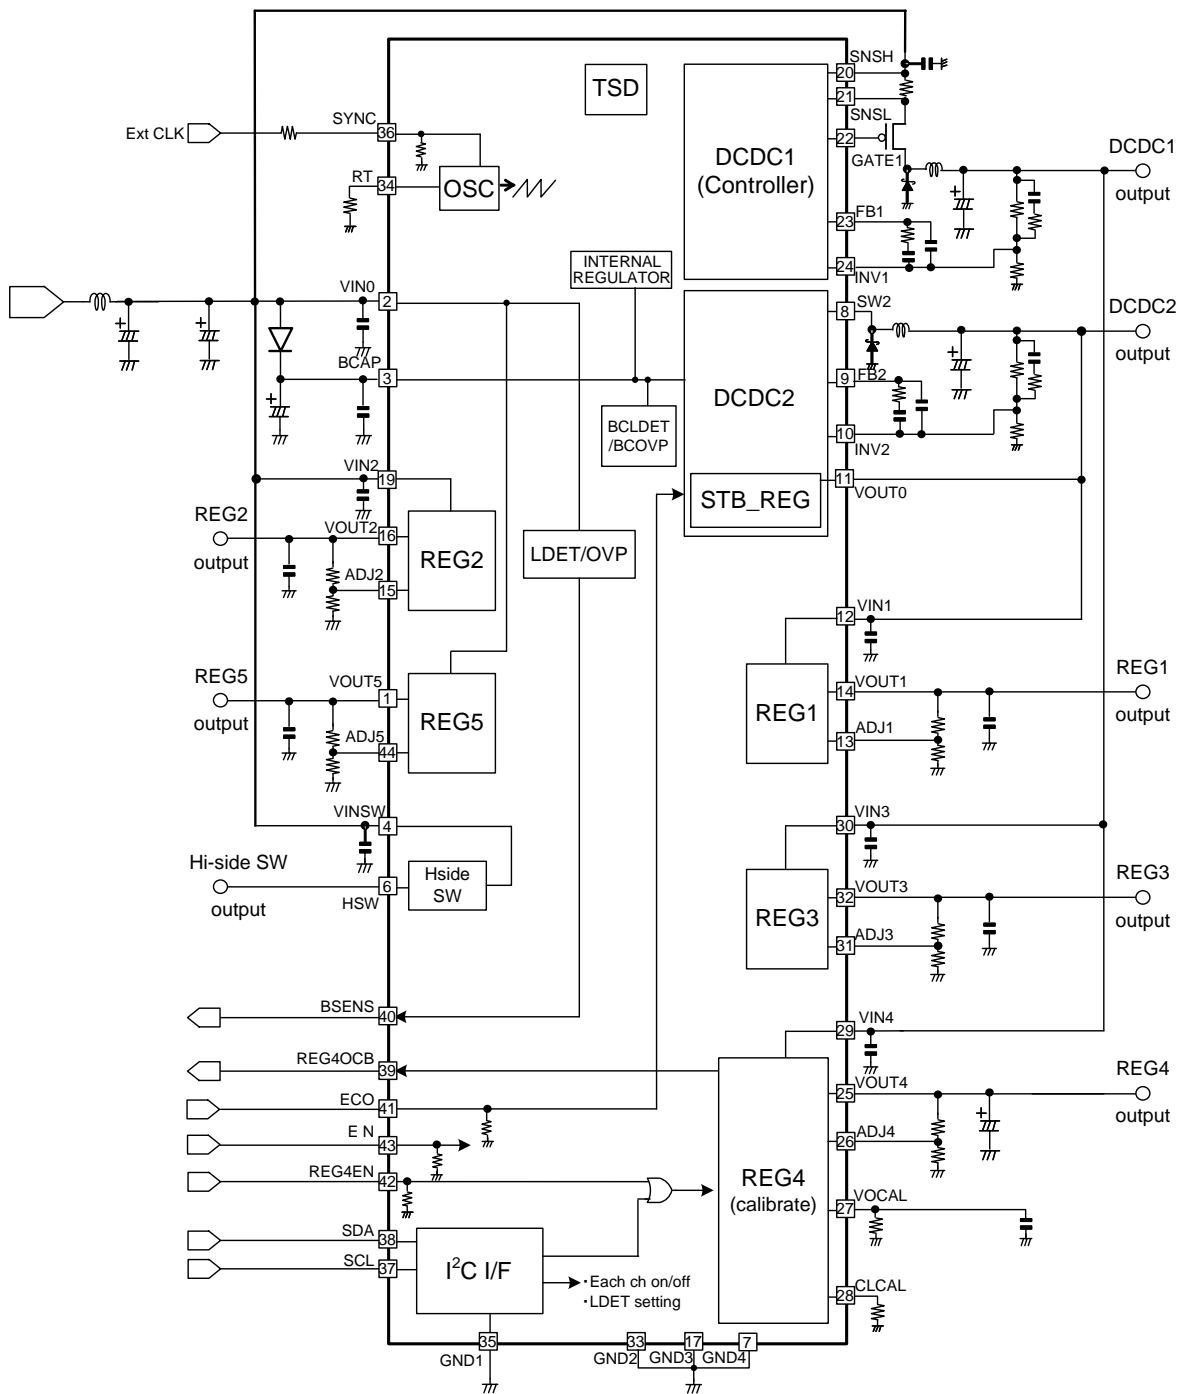 SNSH
20
TSD
21
SNSL
SYNC
Ext CLK
36
22
GATE1
DCDC1
(Controller)
DCDC1
output
RT
34
OSC
FB1
23
INTERNAL
REGULATOR
24
INV1
VIN0
2
SW2
8
DCDC2
output
BCAP
3
9
FB2
DCDC2
BCLDET
/BCOVP
10
INV2
VIN2
19
11
VOUT0
STB_REG
REG2
output
VOUT2
16
REG2
LDET/OVP
ADJ2
15
VIN1
12
REG5
output
VOUT5
1
REG5
REG1
14
VOUT1
REG1
output
ADJ5
44
13
ADJ1
VINSW
4
VIN3
30
Hi-side SW
output
6
HSW
Hside
SW
VOUT3
32
REG3
REG3
output
31
ADJ3
BSENS
40
VIN4
29
REG4OCB
39
VOUT4
25
REG4
output
ECO
41
E N
43
ADJ4
26
REG4EN
42
REG4
(calibrate)
VOCAL
27
SDA
38
SCL
37
I2C I/F
・Each ch on/off
・LDET setting
CLCAL
28
35
33
17
7
GND1
GND2
GND3
GND4